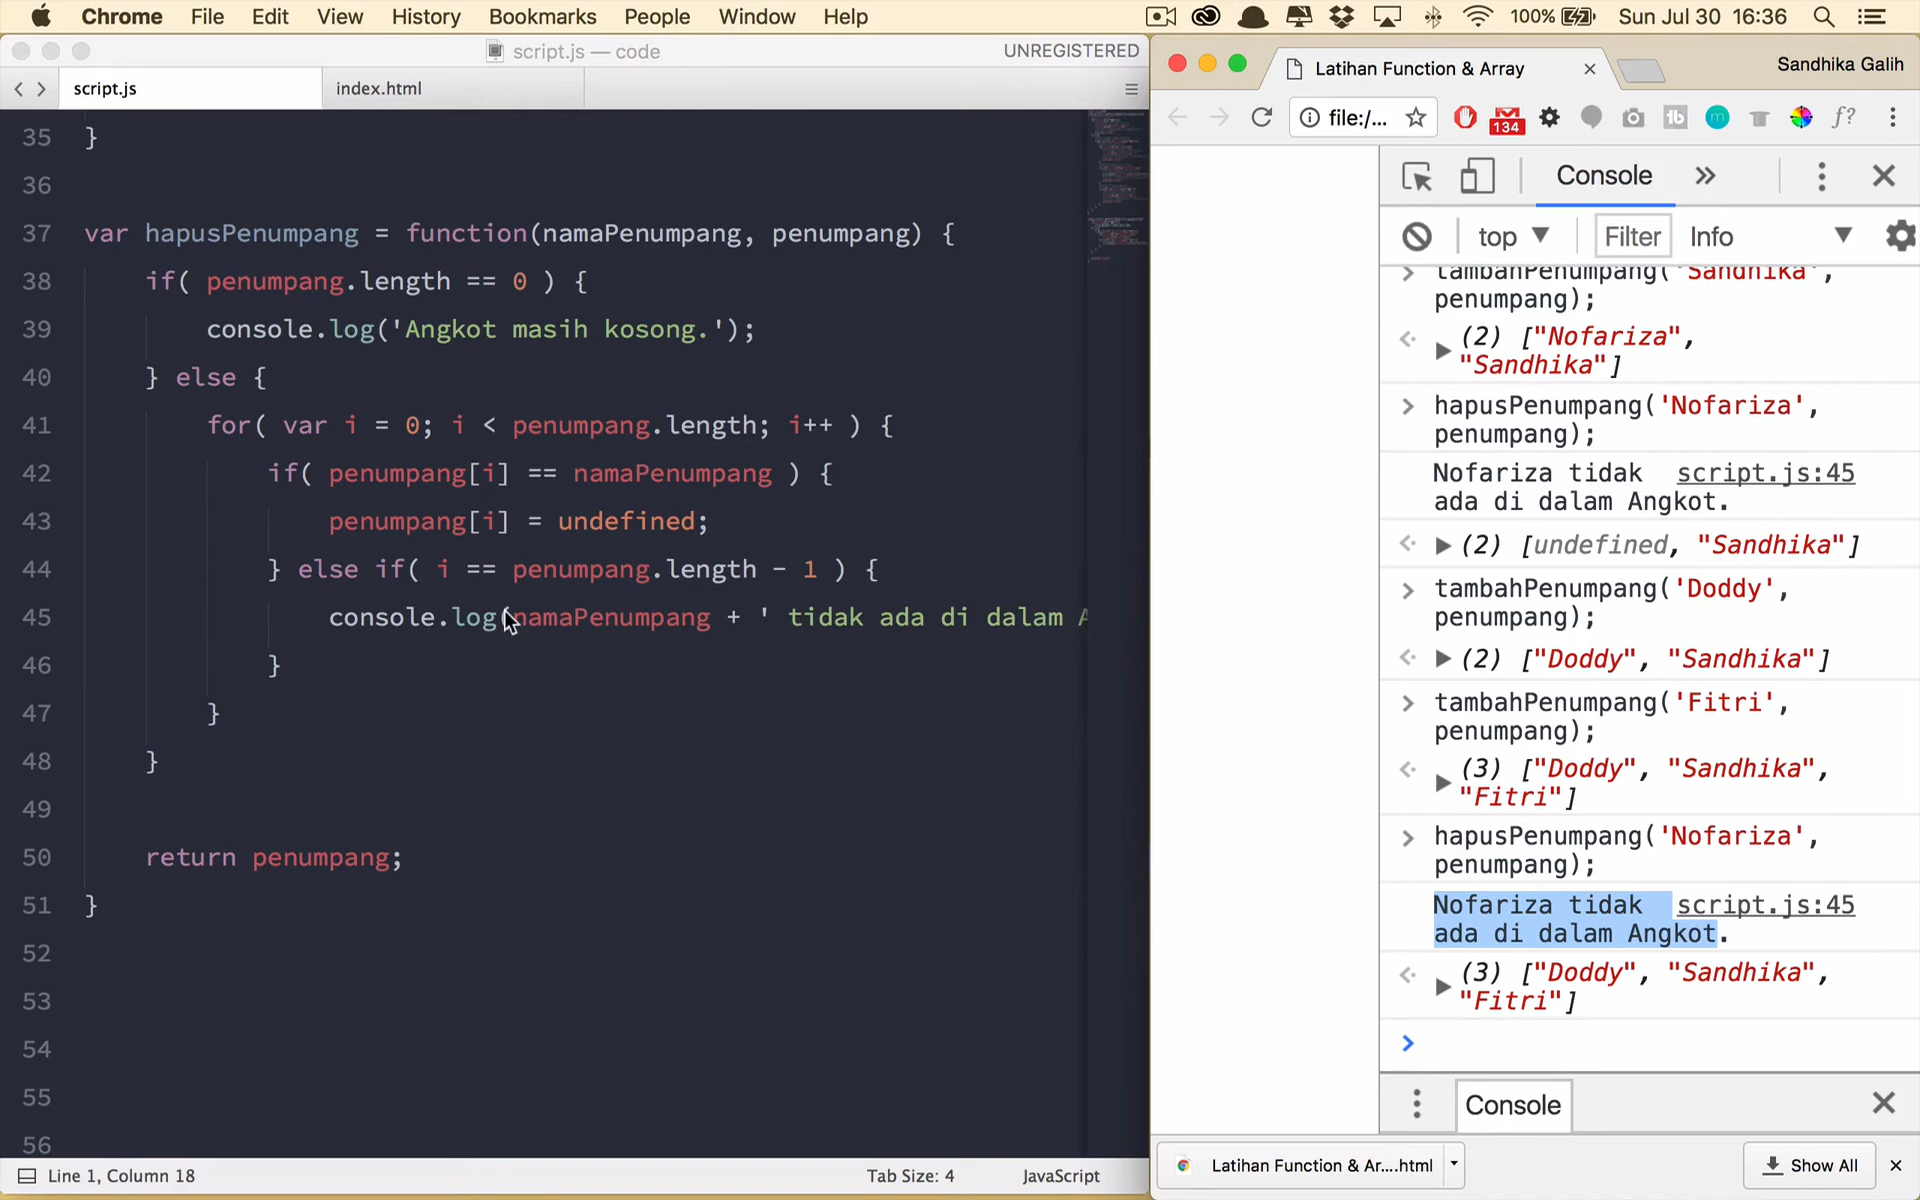 Chrome File Edit View History Bookmarks People Window Help 100% Sun Jul 30 16:36
script.js — code UNREGISTERED
script.js index.html
35 }
36
37 var hapusPenumpang = function(namaPenumpang, penumpang) {
38 if( penumpang.length == 0 ) {
39 console.log('Angkot masih kosong.');
40 } else {
41 for( var i = 0; i < penumpang.length; i++ ) {
42 if( penumpang[i] == namaPenumpang ) {
43 penumpang[i] = undefined;
44 } else if( i == penumpang.length - 1 ) {
45 console.log(namaPenumpang + ' tidak ada di dalam A
46 }
47 }
48 }
49
50 return penumpang;
51 }
52
53
54
55
56
Line 1, Column 18 Tab Size: 4 JavaScript
Latihan Function & Array × Sandhika Galih
file:/... 134 1b m f?
Console »
top ▼ Filter Info ▼
> tambahPenumpang('Sandhika',
penumpang);
(2) ["Nofariza",
"Sandhika"]
> hapusPenumpang('Nofariza',
penumpang);
Nofariza tidak script.js:45
ada di dalam Angkot.
(2) [undefined, "Sandhika"]
> tambahPenumpang('Doddy',
penumpang);
(2) ["Doddy", "Sandhika"]
> tambahPenumpang('Fitri',
penumpang);
(3) ["Doddy", "Sandhika",
"Fitri"]
> hapusPenumpang('Nofariza',
penumpang);
Nofariza tidak script.js:45
ada di dalam Angkot.
(3) ["Doddy", "Sandhika",
"Fitri"]
>
Console
Latihan Function & Ar....html Show All